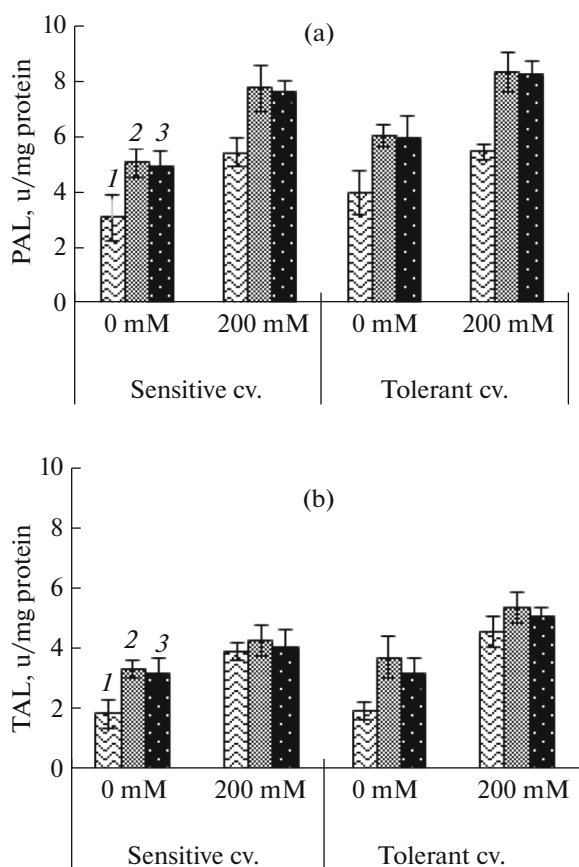 (a)
PAL, u/mg protein
10
8
6
4
2
0
1 2 3
0 mM 200 mM 0 mM 200 mM
Sensitive cv. Tolerant cv.
(b)
TAL, u/mg protein
10
8
6
4
2
0
1 2 3
0 mM 200 mM 0 mM 200 mM
Sensitive cv. Tolerant cv.